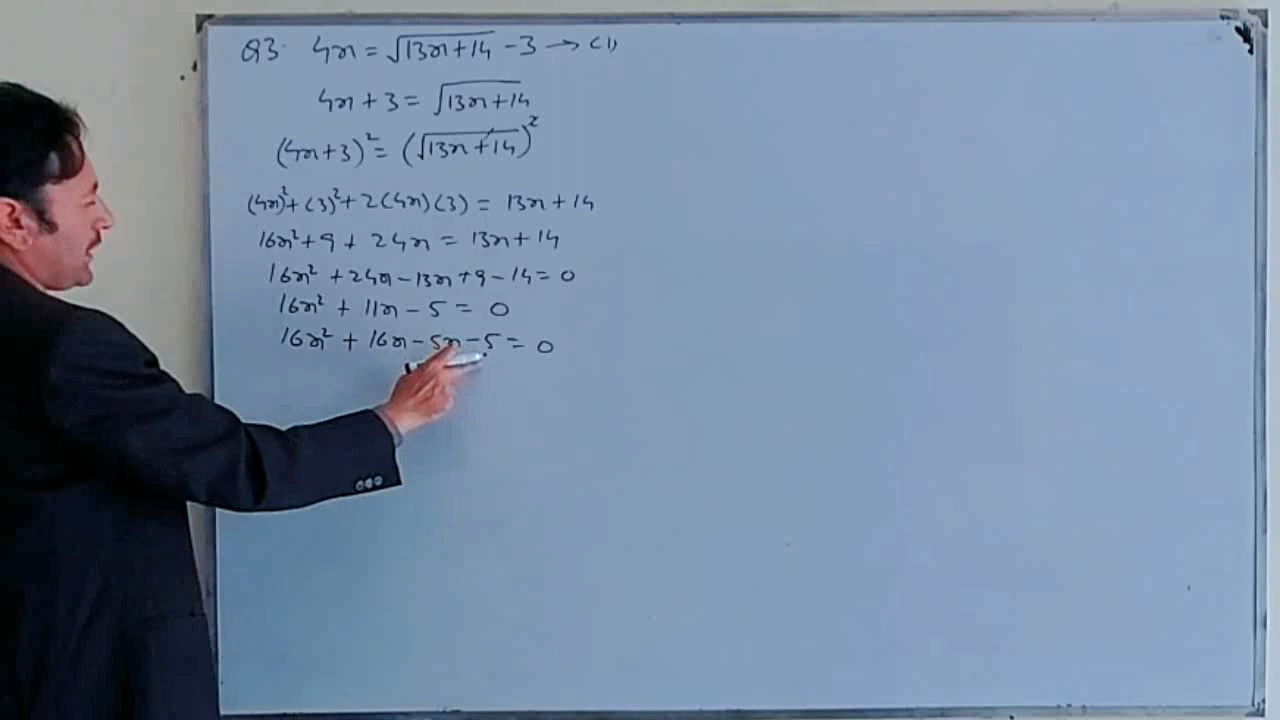 Q3. 4x = √13x+14 - 3 → (1)
4x + 3 = √13x+14
(4x+3)² = (√13x+14)²
(4x)² + (3)² + 2(4x)(3) = 13x + 14
16x² + 9 + 24x = 13x + 14
16x² + 24x - 13x + 9 - 14 = 0
16x² + 11x - 5 = 0
16x² + 16x - 5x - 5 = 0